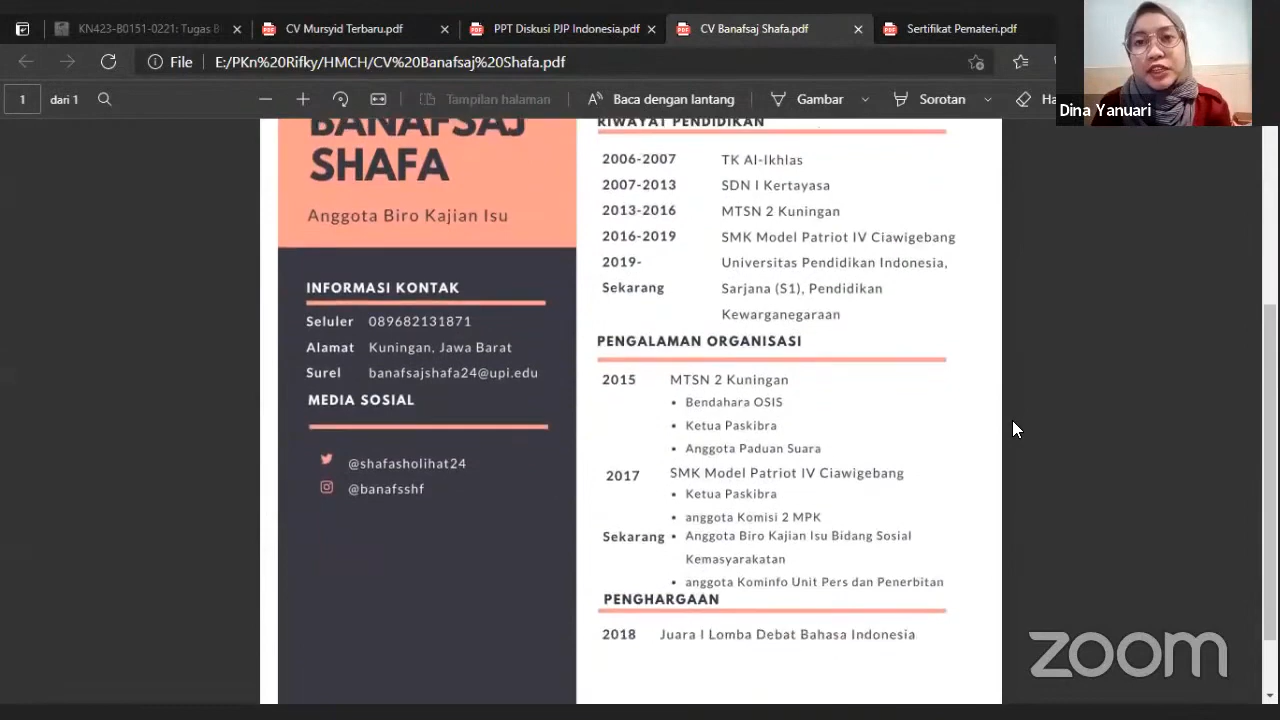 KN423-B0151-0221: Tugas B
CV Mursyid Terbaru.pdf
PPT Diskusi PJP Indonesia.pdf
CV Banafsaj Shafa.pdf
Sertifikat Pemateri.pdf
File E:/PKn%20Rifky/HMCH/CV%20Banafsaj%20Shafa.pdf
1 dari 1 Tampilan halaman Baca dengan lantang Gambar Sorotan Ha
Dina Yanuari
BANAFSAJ
SHAFA
Anggota Biro Kajian Isu
INFORMASI KONTAK
Seluler 089682131871
Alamat Kuningan, Jawa Barat
Surel banafsajshafa24@upi.edu
MEDIA SOSIAL
@shafasholihat24
@banafsshf
RIWAYAT PENDIDIKAN
2006-2007 TK Al-Ikhlas
2007-2013 SDN I Kertayasa
2013-2016 MTSN 2 Kuningan
2016-2019 SMK Model Patriot IV Ciawigebang
2019- Universitas Pendidikan Indonesia,
Sekarang Sarjana (S1), Pendidikan
Kewarganegaraan
PENGALAMAN ORGANISASI
2015 MTSN 2 Kuningan
• Bendahara OSIS
• Ketua Paskibra
• Anggota Paduan Suara
2017 SMK Model Patriot IV Ciawigebang
• Ketua Paskibra
• anggota Komisi 2 MPK
Sekarang • Anggota Biro Kajian Isu Bidang Sosial
Kemasyarakatan
• anggota Kominfo Unit Pers dan Penerbitan
PENGHARGAAN
2018 Juara I Lomba Debat Bahasa Indonesia
zoom